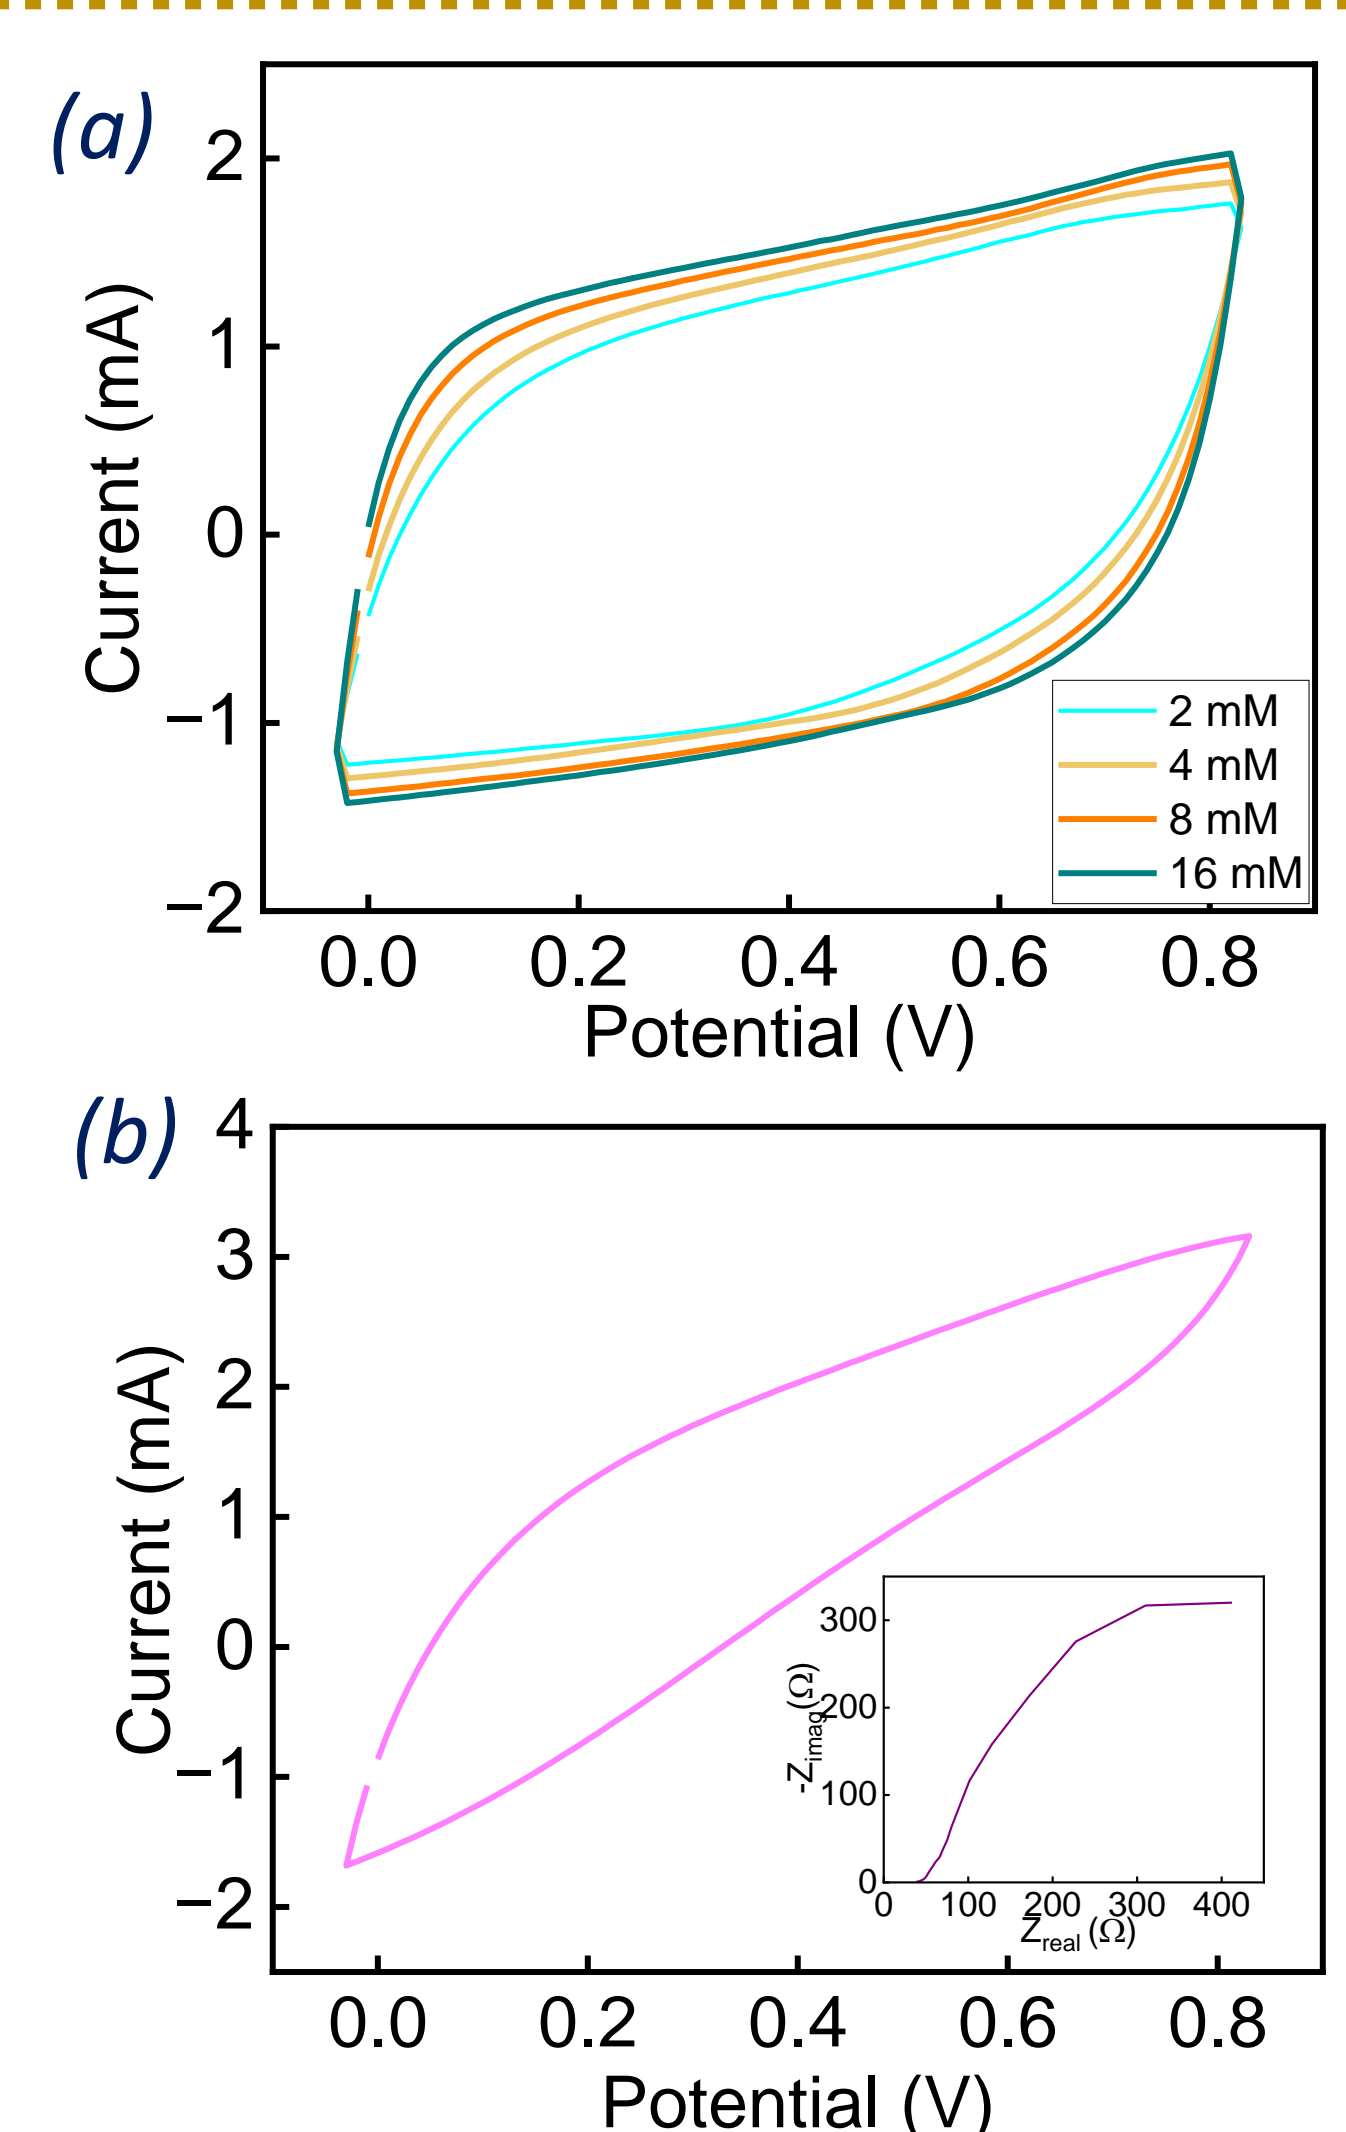 (a)
Current (mA)
2
1
0
−1
−2
2 mM
4 mM
8 mM
16 mM
0.0 0.2 0.4 0.6 0.8
Potential (V)
(b)
Current (mA)
4
3
2
1
0
−1
−2
-Zimag(Ω)
300
200
100
0
0 100 200 300 400
Zreal (Ω)
0.0 0.2 0.4 0.6 0.8
Potential (V)